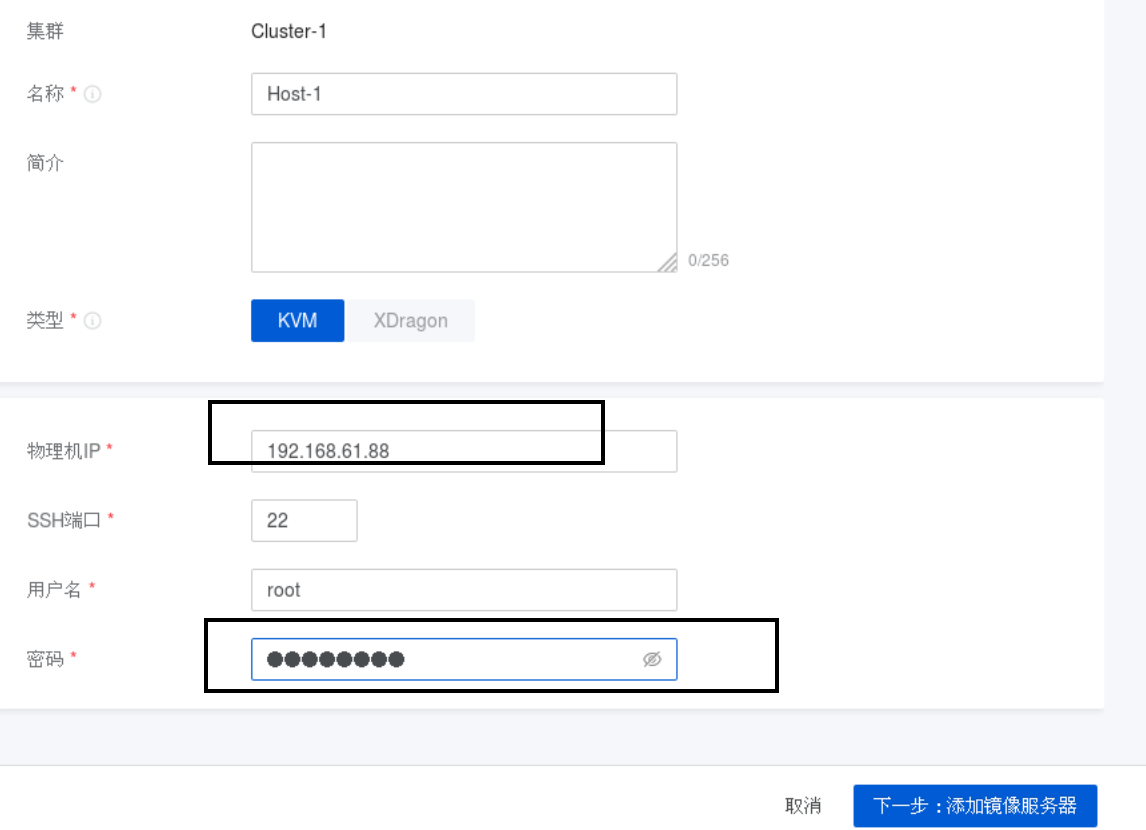 集群 Cluster-1
名称 * Host-1
简介
0/256
类型 * KVM XDragon
物理机IP * 192.168.61.88
SSH端口 * 22
用户名 * root
密码 * ●●●●●●●●
取消 下一步：添加镜像服务器